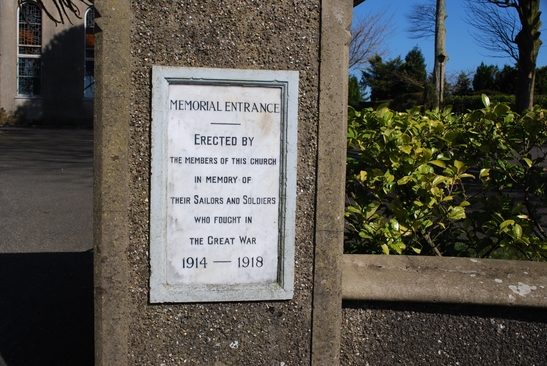 MEMORIAL ENTRANCE
ERECTED BY
THE MEMBERS OF THIS CHURCH
IN MEMORY OF
THEIR SAILORS AND SOLDIERS
WHO FOUGHT IN
THE GREAT WAR
1914 — 1918